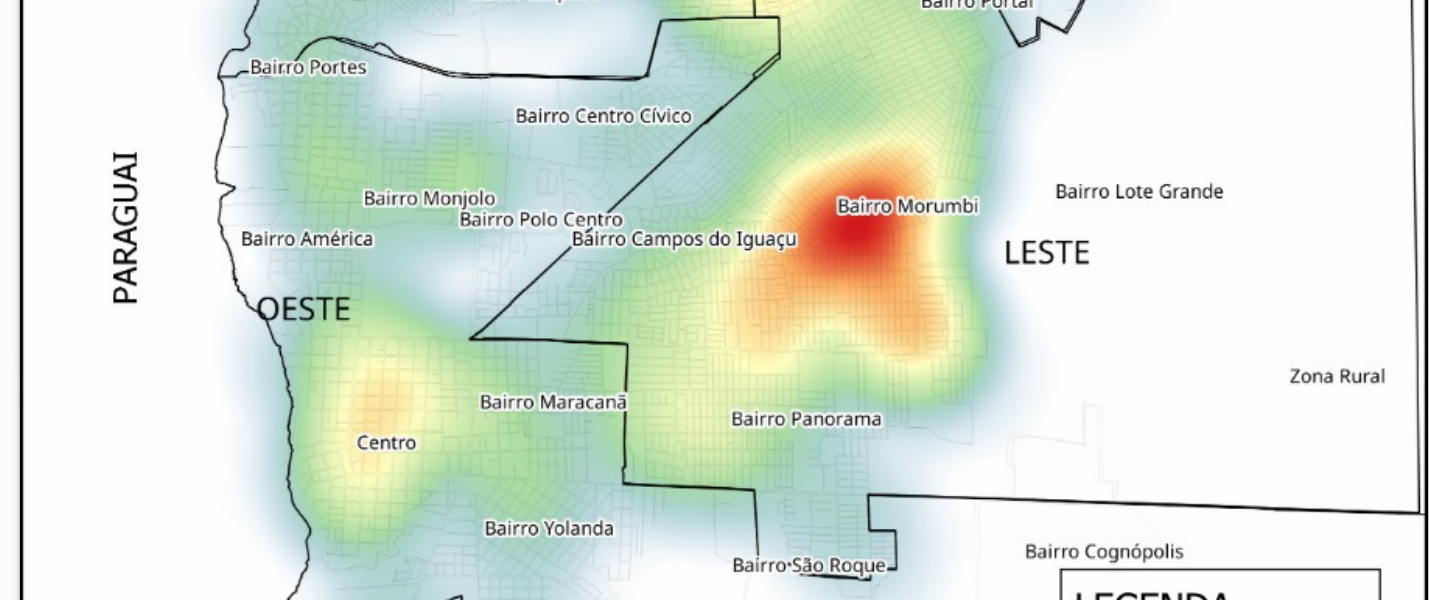 Bairro Portal
Bairro Portes
Bairro Centro Cívico
PARAGUAI
Bairro Monjolo
Bairro Morumbi
Bairro Lote Grande
Bairro Polo Centro
Bairro América
Bairro Campos do Iguaçu
LESTE
OESTE
Zona Rural
Bairro Maracanã
Bairro Panorama
Centro
Bairro Yolanda
Bairro Cognópolis
Bairro São Roque
LEGENDA